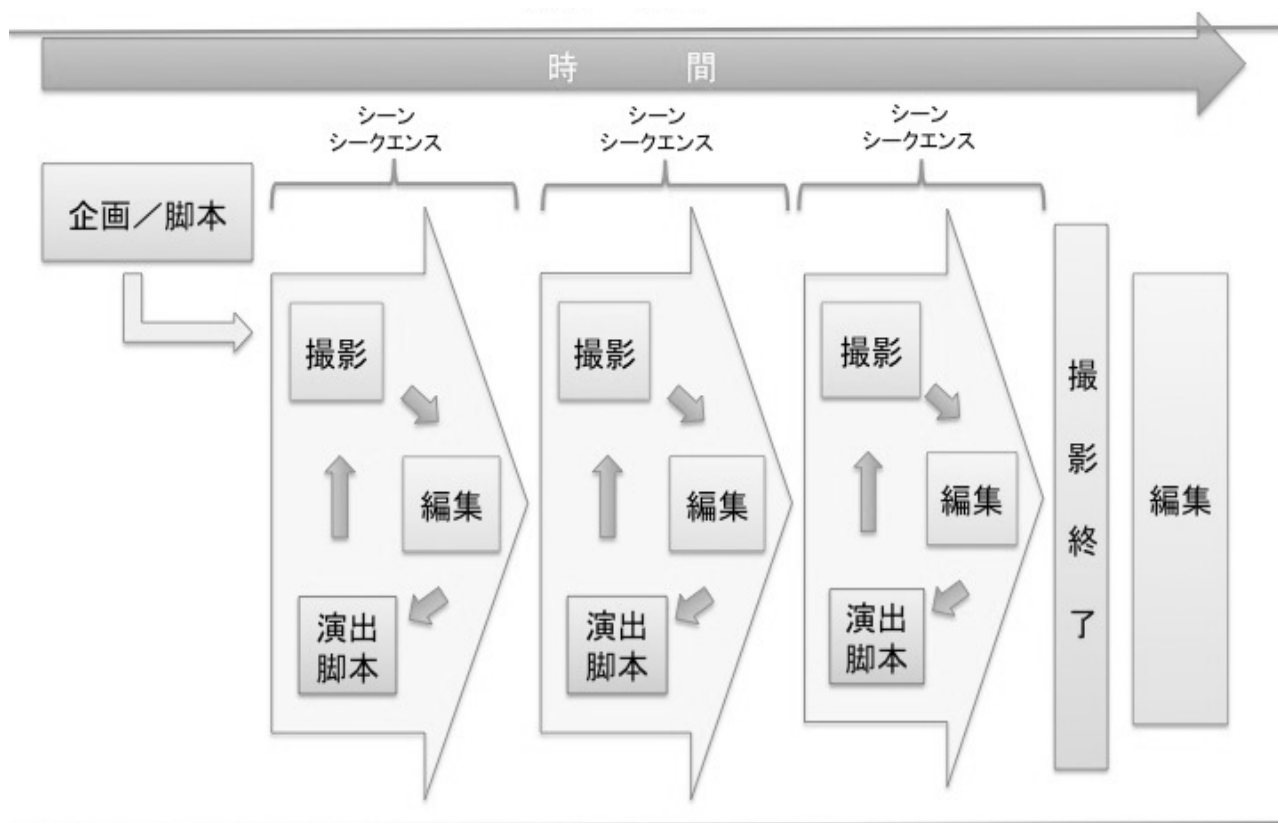 時間
シーン
シークエンス
シーン
シークエンス
シーン
シークエンス
企画／脚本
撮影
編集
演出
脚本
撮影
編集
演出
脚本
撮影
編集
演出
脚本
撮影終了
編集